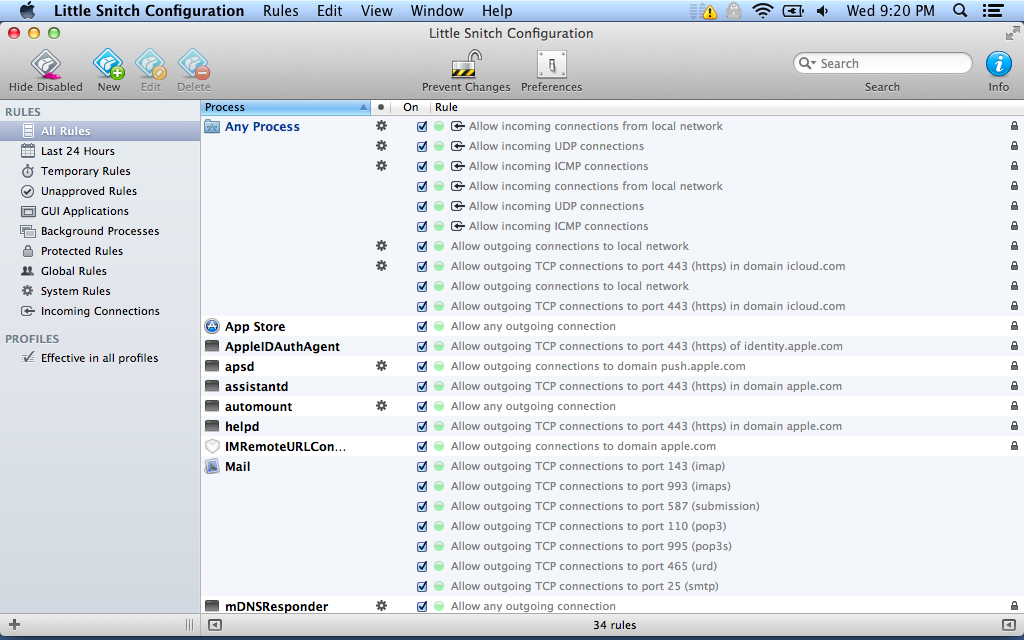 Little Snitch Configuration Rules Edit View Window Help Wed 9:20 PM
Little Snitch Configuration
Hide Disabled New Edit Delete Prevent Changes Preferences Search Search Info
RULES
All Rules
Last 24 Hours
Temporary Rules
Unapproved Rules
GUI Applications
Background Processes
Protected Rules
Global Rules
System Rules
Incoming Connections
PROFILES
Effective in all profiles
Process On Rule
Any Process Allow incoming connections from local network
Allow incoming UDP connections
Allow incoming ICMP connections
Allow incoming connections from local network
Allow incoming UDP connections
Allow incoming ICMP connections
Allow outgoing connections to local network
Allow outgoing TCP connections to port 443 (https) in domain icloud.com
Allow outgoing connections to local network
Allow outgoing TCP connections to port 443 (https) in domain icloud.com
App Store Allow any outgoing connection
AppleIDAuthAgent Allow outgoing TCP connections to port 443 (https) of identity.apple.com
apsd Allow outgoing connections to domain push.apple.com
assistantd Allow outgoing TCP connections to port 443 (https) in domain apple.com
automount Allow any outgoing connection
helpd Allow outgoing TCP connections to port 443 (https) in domain apple.com
IMRemoteURLCon... Allow outgoing connections to domain apple.com
Mail Allow outgoing TCP connections to port 143 (imap)
Allow outgoing TCP connections to port 993 (imaps)
Allow outgoing TCP connections to port 587 (submission)
Allow outgoing TCP connections to port 110 (pop3)
Allow outgoing TCP connections to port 995 (pop3s)
Allow outgoing TCP connections to port 465 (urd)
Allow outgoing TCP connections to port 25 (smtp)
mDNSResponder Allow any outgoing connection
34 rules